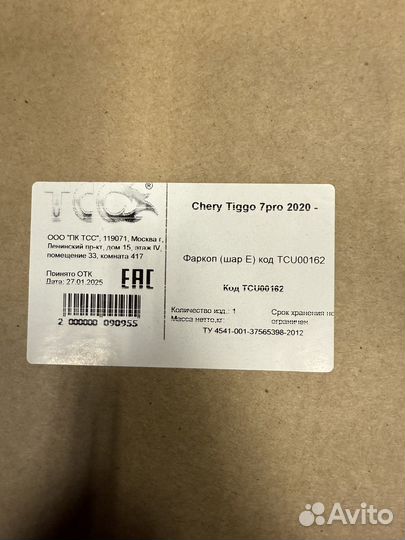 ТСС®
ООО "ПК ТСС", 119071, Москва г,
Ленинский пр-кт, дом 15, этаж IV,
помещение 33, комната 417
Принято ОТК
Дата: 27.01.2025
ЕАС
2 000000 090955
Chery Tiggo 7pro 2020 -
Фаркоп (шар Е) код TCU00162
Код TCU00162
Количество изд.: 1
Масса нетто,кг:
Срок хранения не
ограничен
ТУ 4541-001-37565398-2012
Avito